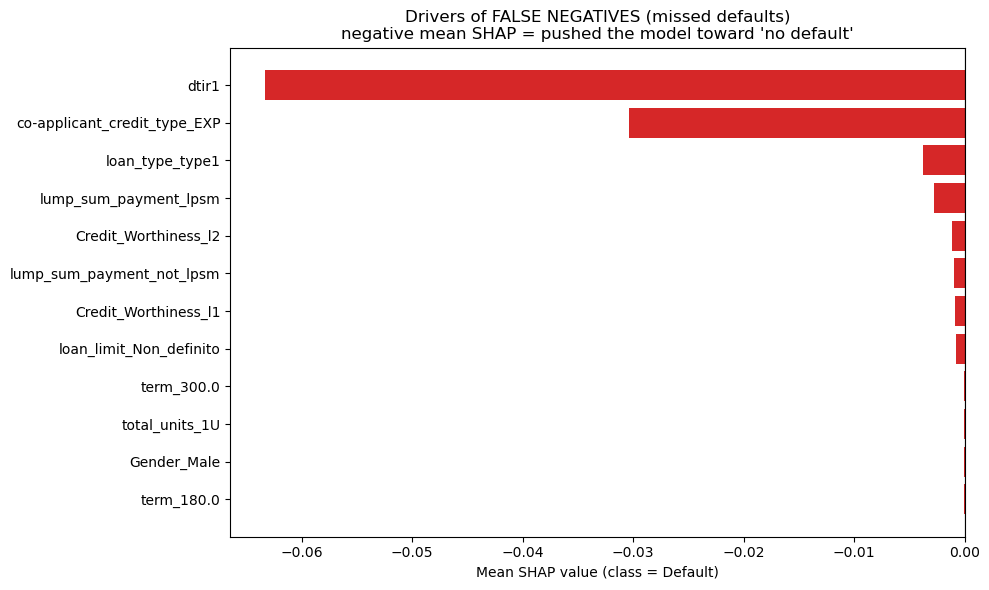 Drivers of FALSE NEGATIVES (missed defaults)
negative mean SHAP = pushed the model toward 'no default'
dtir1
co-applicant_credit_type_EXP
loan_type_type1
lump_sum_payment_lpsm
Credit_Worthiness_l2
lump_sum_payment_not_lpsm
Credit_Worthiness_l1
loan_limit_Non_definito
term_300.0
total_units_1U
Gender_Male
term_180.0
−0.06 −0.05 −0.04 −0.03 −0.02 −0.01 0.00
Mean SHAP value (class = Default)